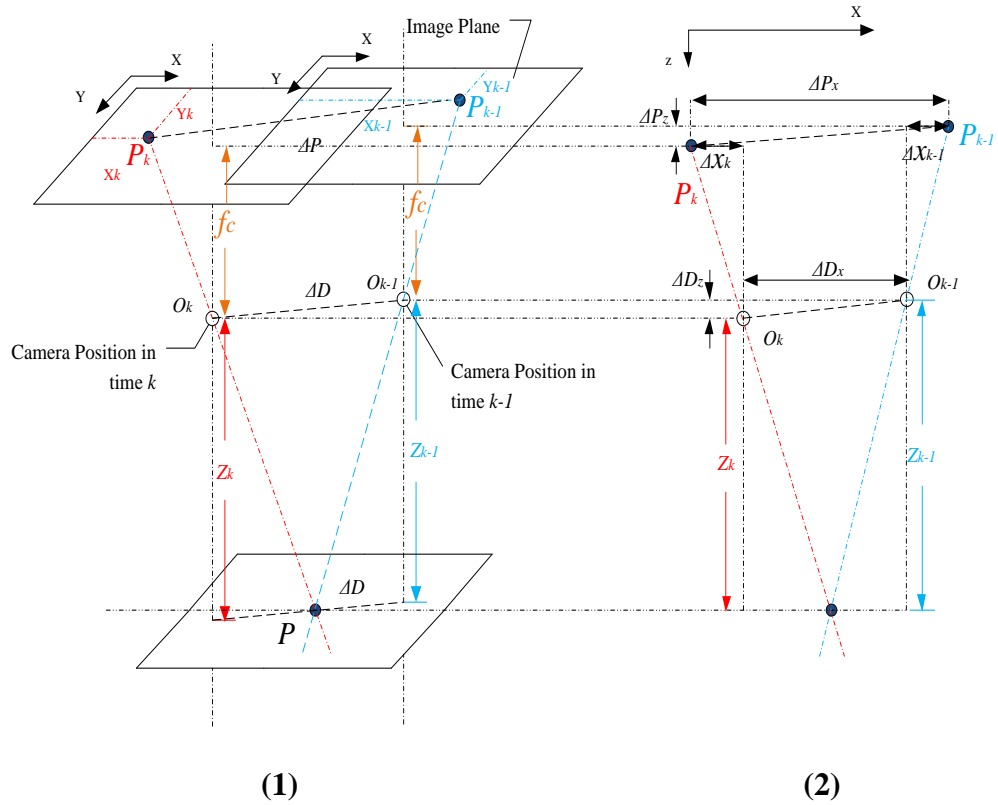 Image Plane
X
Y
X
Y
Yk
Xk
Pk
Yk-1
Xk-1
Pk-1
ΔP
fc
fc
Ok
ΔD
Ok-1
Camera Position in
time k
Camera Position in
time k-1
Zk
Zk-1
ΔD
P
(1)
X
z
ΔPx
ΔPz
Pk-1
ΔXk
ΔXk-1
Pk
ΔDz
ΔDx
Ok-1
Ok
Zk
Zk-1
(2)